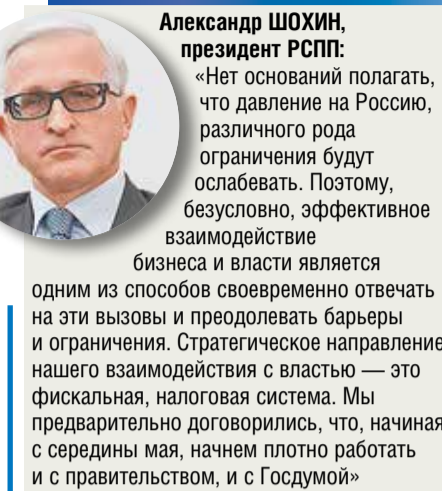 Александр ШОХИН,
президент РСПП:
«Нет оснований полагать,
что давление на Россию,
различного рода
ограничения будут
ослабевать. Поэтому,
безусловно, эффективное
взаимодействие
бизнеса и власти является
одним из способов своевременно отвечать
на эти вызовы и преодолевать барьеры
и ограничения. Стратегическое направление
нашего взаимодействия с властью — это
фискальная, налоговая система. Мы
предварительно договорились, что, начиная
с середины мая, начнем плотно работать
и с правительством, и с Госдумой»